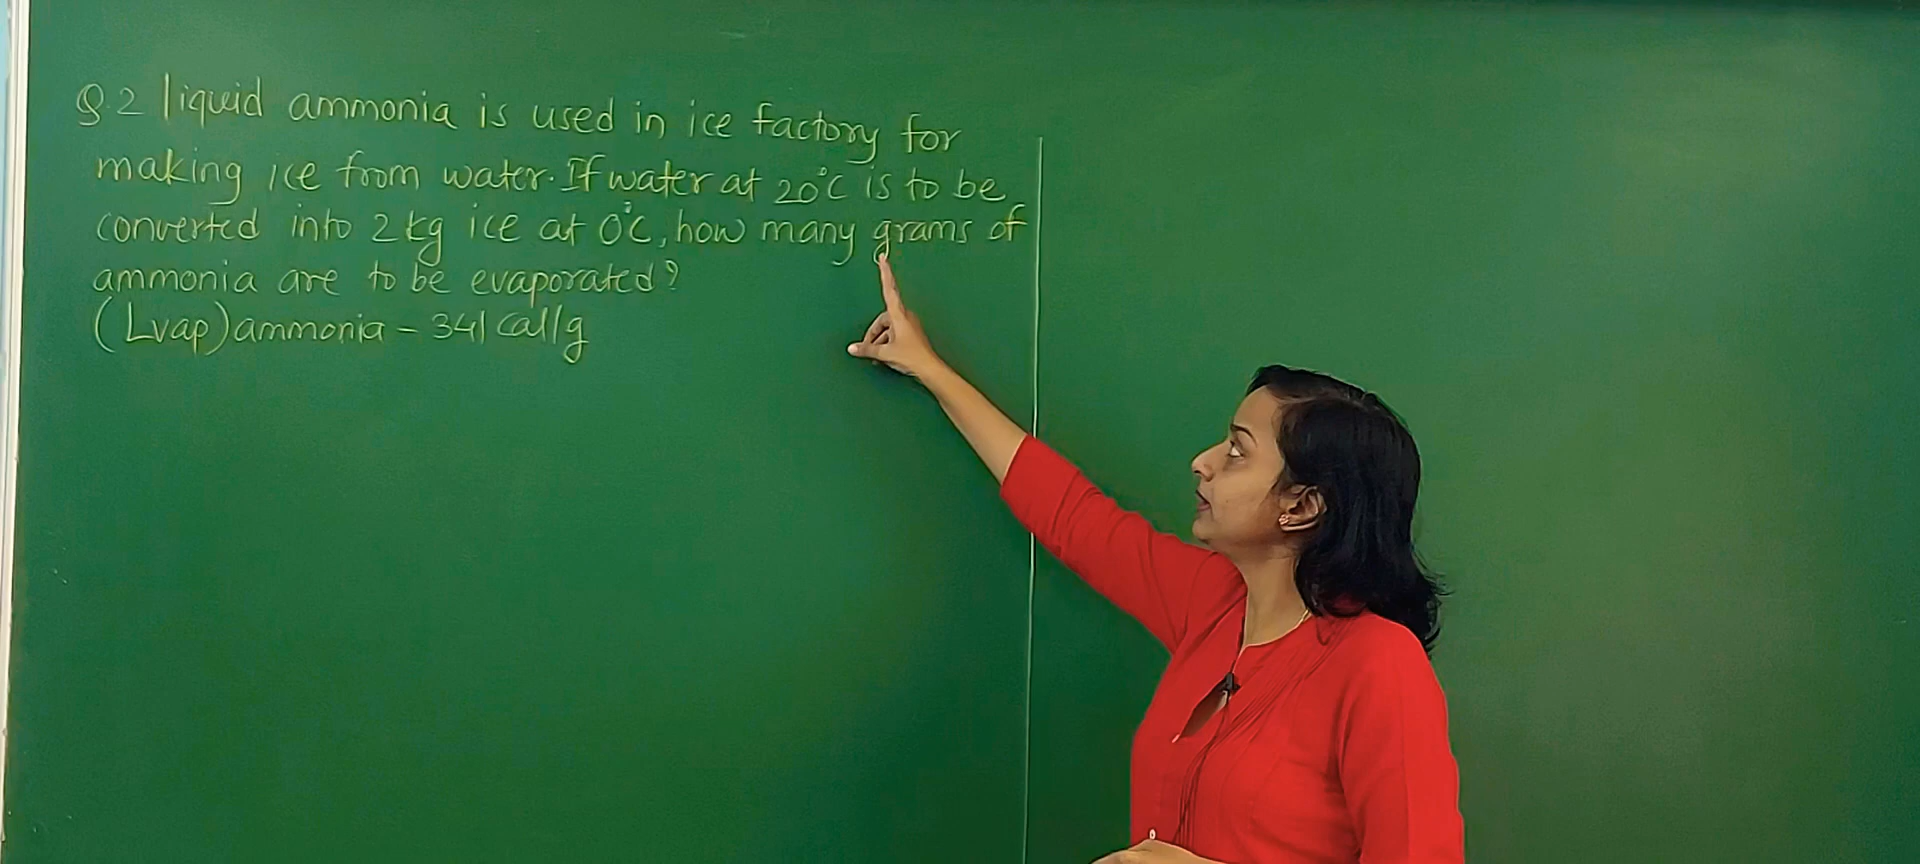 Q.2 liquid ammonia is used in ice factory for
making ice from water. If water at 20°C is to be
converted into 2 kg ice at 0°C, how many grams of
ammonia are to be evaporated?
(Lvap) ammonia - 341 cal/g